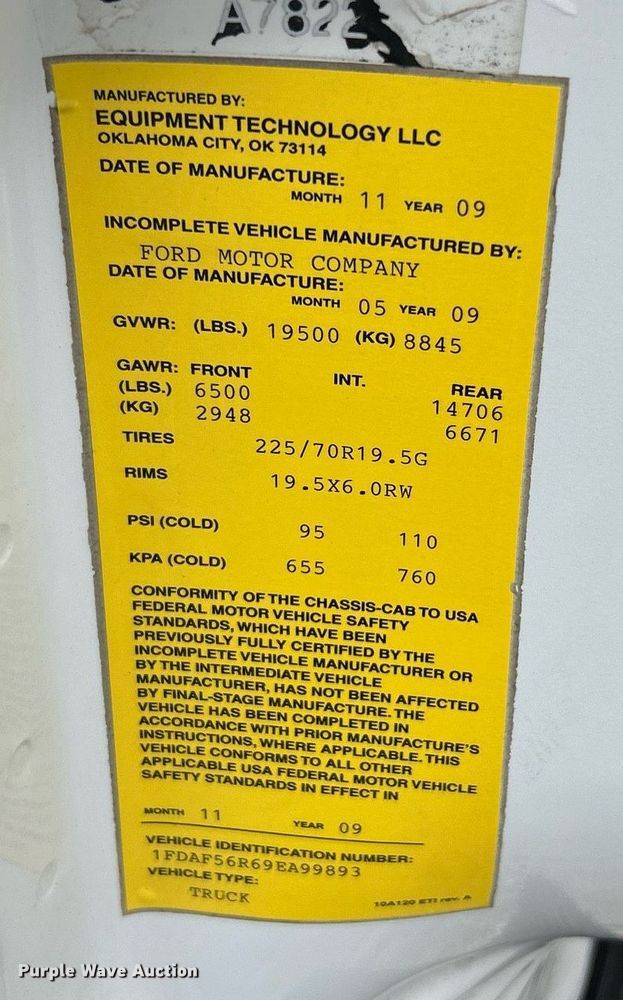 A7822
MANUFACTURED BY:
EQUIPMENT TECHNOLOGY LLC
OKLAHOMA CITY, OK 73114
DATE OF MANUFACTURE:
MONTH 11 YEAR 09
INCOMPLETE VEHICLE MANUFACTURED BY:
FORD MOTOR COMPANY
DATE OF MANUFACTURE:
MONTH 05 YEAR 09
GVWR: (LBS.) 19500 (KG) 8845
GAWR: FRONT INT. REAR
(LBS.) 6500 14706
(KG) 2948 6671
TIRES 225/70R19.5G
RIMS 19.5X6.0RW
PSI (COLD) 95 110
KPA (COLD) 655 760
CONFORMITY OF THE CHASSIS-CAB TO USA
FEDERAL MOTOR VEHICLE SAFETY
STANDARDS, WHICH HAVE BEEN
PREVIOUSLY FULLY CERTIFIED BY THE
INCOMPLETE VEHICLE MANUFACTURER OR
BY THE INTERMEDIATE VEHICLE
MANUFACTURER, HAS NOT BEEN AFFECTED
BY FINAL-STAGE MANUFACTURE. THE
VEHICLE HAS BEEN COMPLETED IN
ACCORDANCE WITH PRIOR MANUFACTURE'S
INSTRUCTIONS, WHERE APPLICABLE. THIS
VEHICLE CONFORMS TO ALL OTHER
APPLICABLE USA FEDERAL MOTOR VEHICLE
SAFETY STANDARDS IN EFFECT IN
MONTH 11 YEAR 09
VEHICLE IDENTIFICATION NUMBER:
1FDAF56R69EA99893
VEHICLE TYPE:
TRUCK
10A120 ETI rev. A
Purple Wave Auction